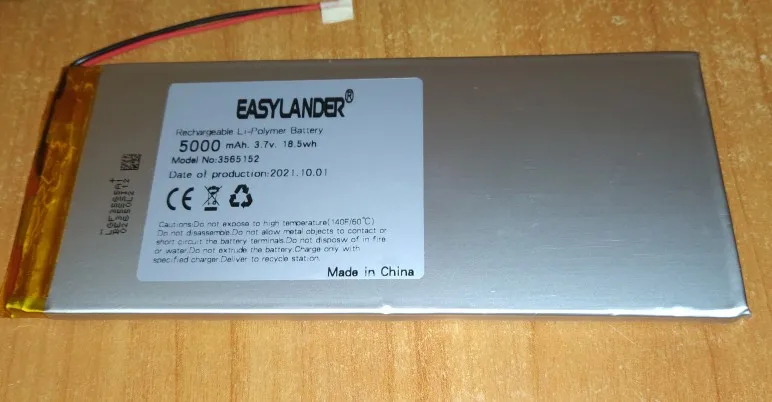 EASYLANDER®
Rechargeable Li-Polymer Battery
5000 mAh. 3.7v. 18.5wh
Model No:3565152
Date of production:2021.10.01
CE
Cautions:Do not expose to high temperature(140F/60℃)
Do not disassemble.Do not allow metal objects to contact or
short circuit the battery terminals.Do not disposw of in fire
or water.Do not extrude the battery.Charge only with
specified charger.Deliver to recycle station.
Made in China